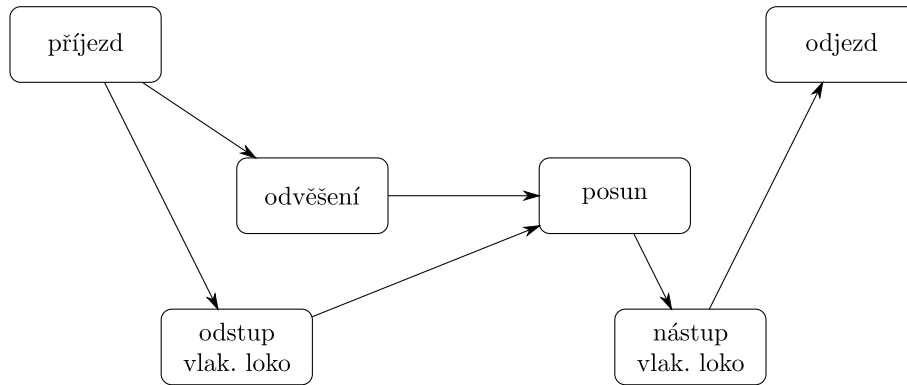 příjezd
odjezd
odvěšení
posun
odstup
vlak. loko
nástup
vlak. loko